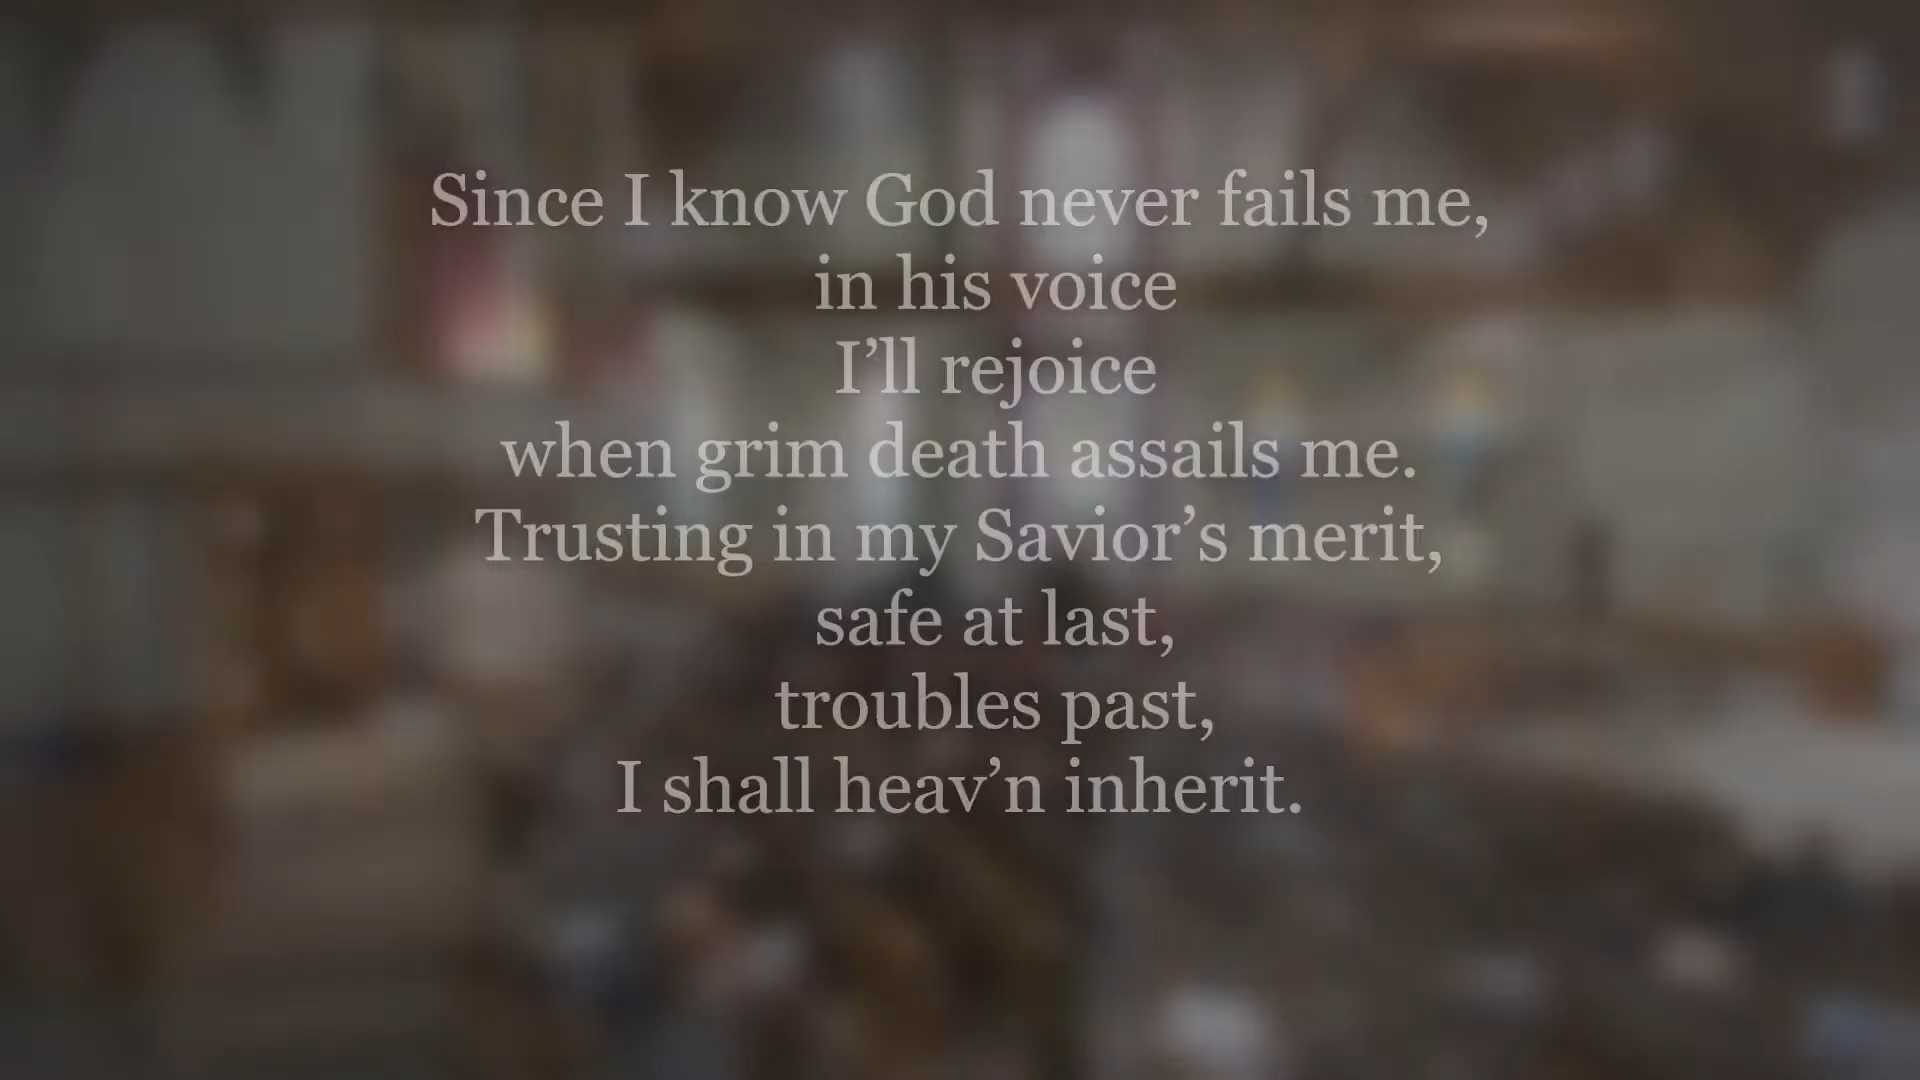 Since I know God never fails me,
in his voice
I’ll rejoice
when grim death assails me.
Trusting in my Savior’s merit,
safe at last,
troubles past,
I shall heav’n inherit.